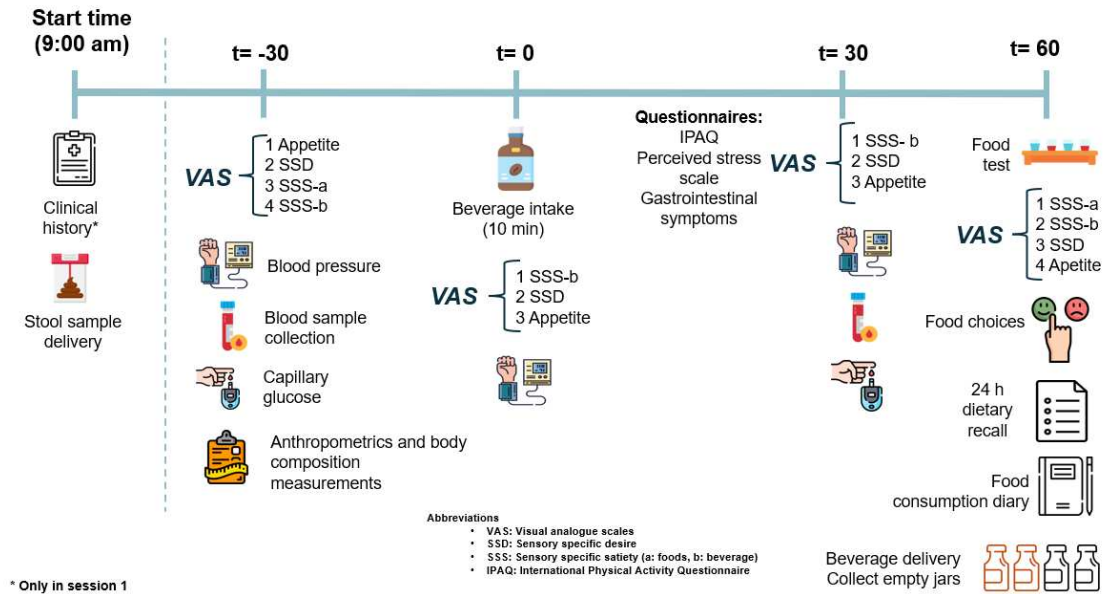 Start time
(9:00 am)
t= -30
t= 0
t= 30
t= 60
Clinical
history*
Stool sample
delivery
VAS
1 Appetite
2 SSD
3 SSS-a
4 SSS-b
Blood pressure
Blood sample
collection
Capillary
glucose
Anthropometrics and body
composition
measurements
Beverage intake
(10 min)
VAS
1 SSS-b
2 SSD
3 Appetite
Questionnaires:
IPAQ
Perceived stress
scale
Gastrointestinal
symptoms
VAS
1 SSS- b
2 SSD
3 Appetite
Food
test
VAS
1 SSS-a
2 SSS-b
3 SSD
4 Apetite
Food choices
24 h
dietary
recall
Food
consumption diary
Beverage delivery
Collect empty jars
Abbreviations
• VAS: Visual analogue scales
• SSD: Sensory specific desire
• SSS: Sensory specific satiety (a: foods, b: beverage)
• IPAQ: International Physical Activity Questionnaire
* Only in session 1